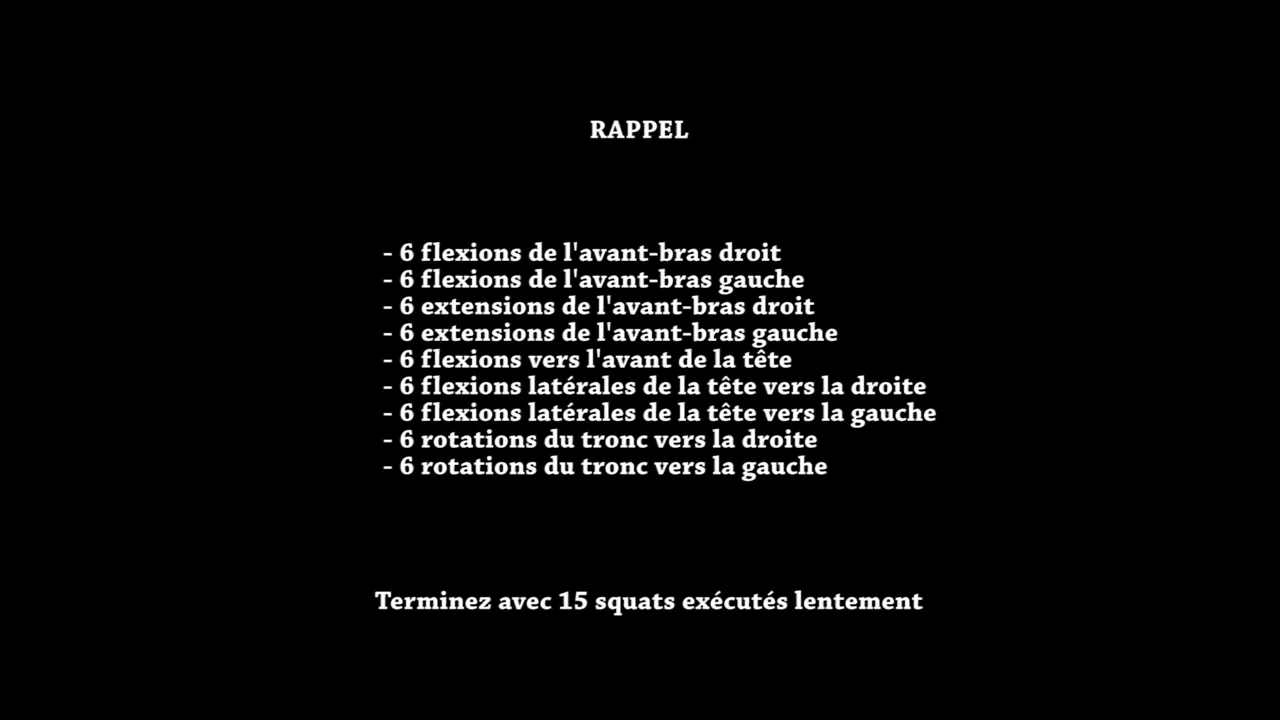 RAPPEL
- 6 flexions de l'avant-bras droit
- 6 flexions de l'avant-bras gauche
- 6 extensions de l'avant-bras droit
- 6 extensions de l'avant-bras gauche
- 6 flexions vers l'avant de la tête
- 6 flexions latérales de la tête vers la droite
- 6 flexions latérales de la tête vers la gauche
- 6 rotations du tronc vers la droite
- 6 rotations du tronc vers la gauche
Terminez avec 15 squats exécutés lentement